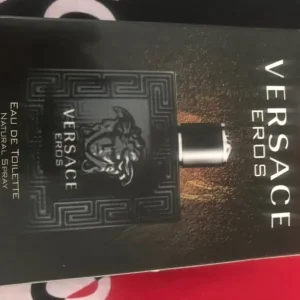 VERSACE
EROS
VERSACE
EROS
EAU DE TOILETTE
NATURAL SPRAY